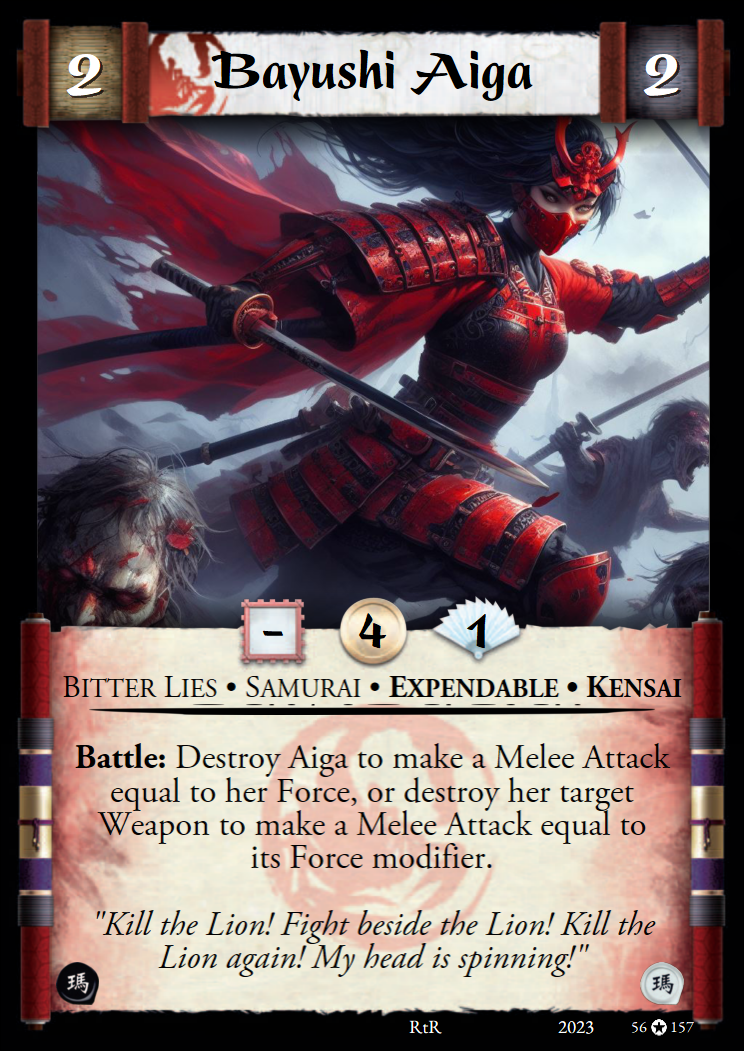 2 Bayushi Aiga 2
- 4 1
BITTER LIES • SAMURAI • EXPENDABLE • KENSAI
Battle: Destroy Aiga to make a Melee Attack
equal to her Force, or destroy her target
Weapon to make a Melee Attack equal to
its Force modifier.
"Kill the Lion! Fight beside the Lion! Kill the
Lion again! My head is spinning!"
瑪 瑪
RtR 2023 56 ✪ 157